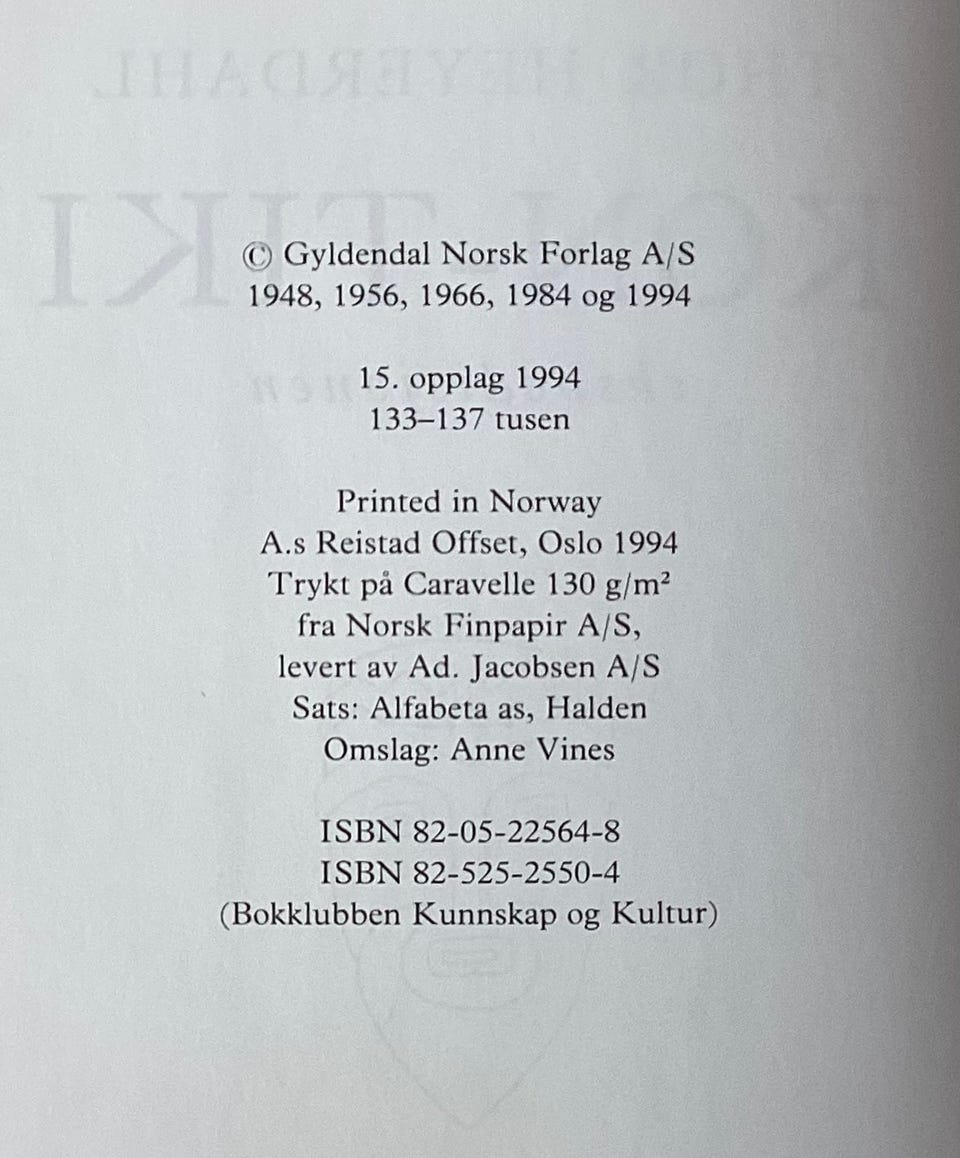 © Gyldendal Norsk Forlag A/S
1948, 1956, 1966, 1984 og 1994
15. opplag 1994
133–137 tusen
Printed in Norway
A.s Reistad Offset, Oslo 1994
Trykt på Caravelle 130 g/m²
fra Norsk Finpapir A/S,
levert av Ad. Jacobsen A/S
Sats: Alfabeta as, Halden
Omslag: Anne Vines
ISBN 82-05-22564-8
ISBN 82-525-2550-4
(Bokklubben Kunnskap og Kultur)